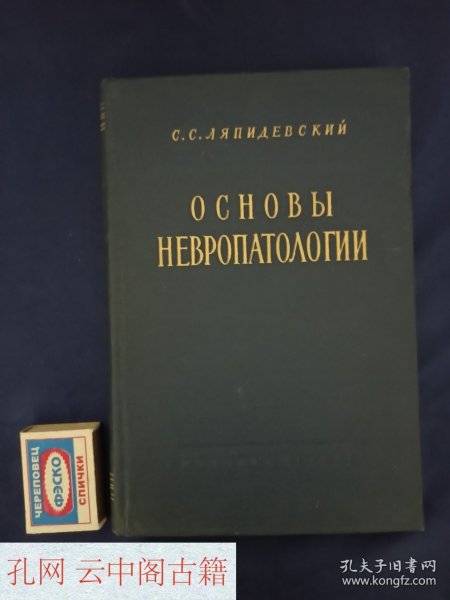 С. С. ЛЯПИДЕВСКИЙ
ОСНОВЫ
НЕВРОПАТОЛОГИИ
ЧЕРЕПОВЕЦ
ФЭСКО
СПИЧКИ
孔网 云中阁古籍
孔夫子旧书网
www.kongfz.com